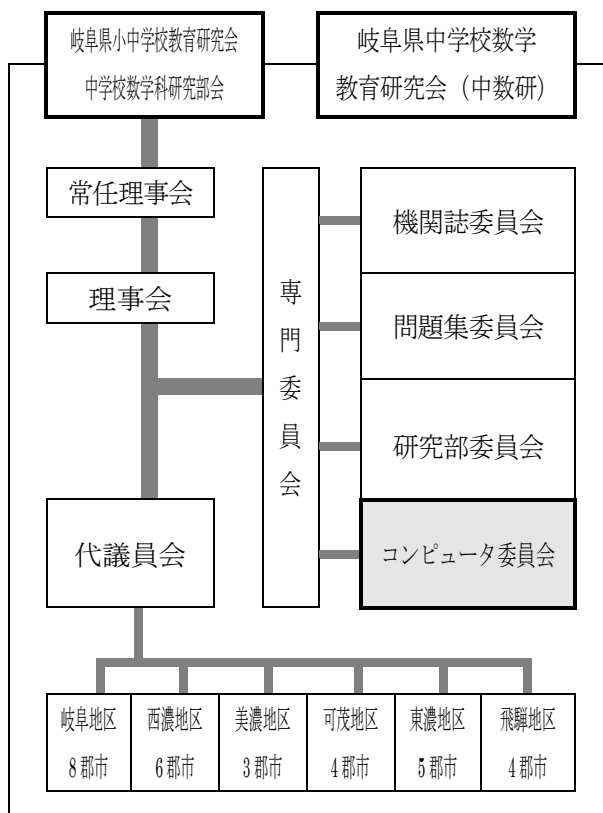 岐阜県小中学校教育研究会
中学校数学科研究部会
岐阜県中学校数学
教育研究会（中数研）
常任理事会
理事会
専門委員会
機関誌委員会
問題集委員会
研究部委員会
コンピュータ委員会
代議員会
岐阜地区
8郡市
西濃地区
6郡市
美濃地区
3郡市
可茂地区
4郡市
東濃地区
5郡市
飛騨地区
4郡市